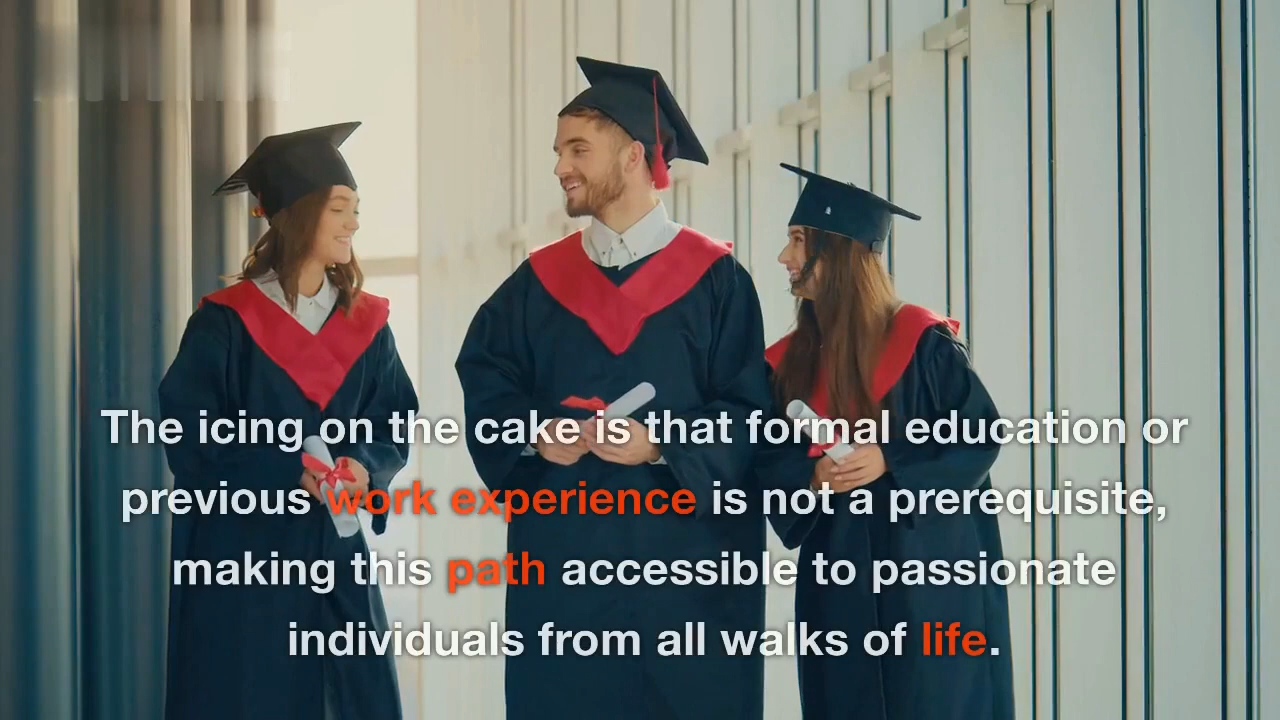 The icing on the cake is that formal education or
previous work experience is not a prerequisite,
making this path accessible to passionate
individuals from all walks of life.